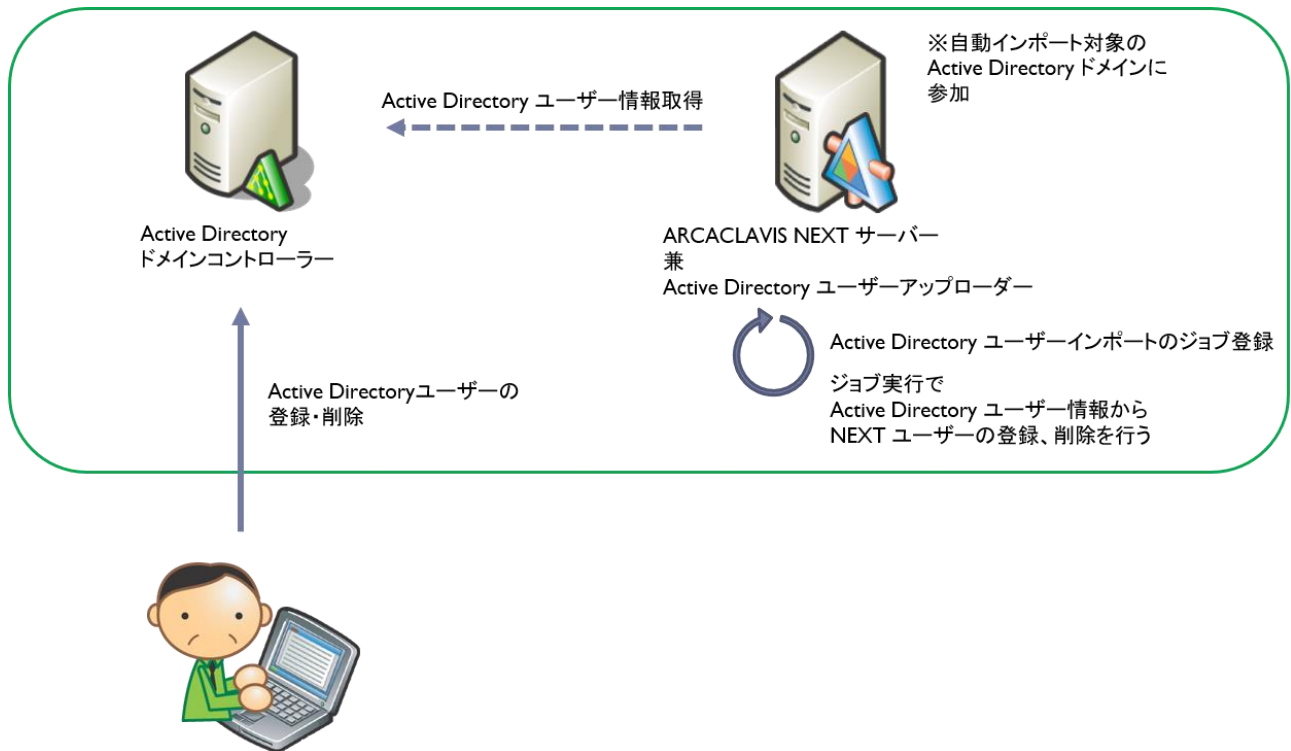 ※自動インポート対象の
Active Directory ドメインに
参加
Active Directory ユーザー情報取得
Active Directory
ドメインコントローラー
ARCACLAVIS NEXT サーバー
兼
Active Directory ユーザーアップローダー
Active Directory ユーザーインポートのジョブ登録
ジョブ実行で
Active Directory ユーザー情報から
NEXT ユーザーの登録、削除を行う
Active Directoryユーザーの
登録・削除